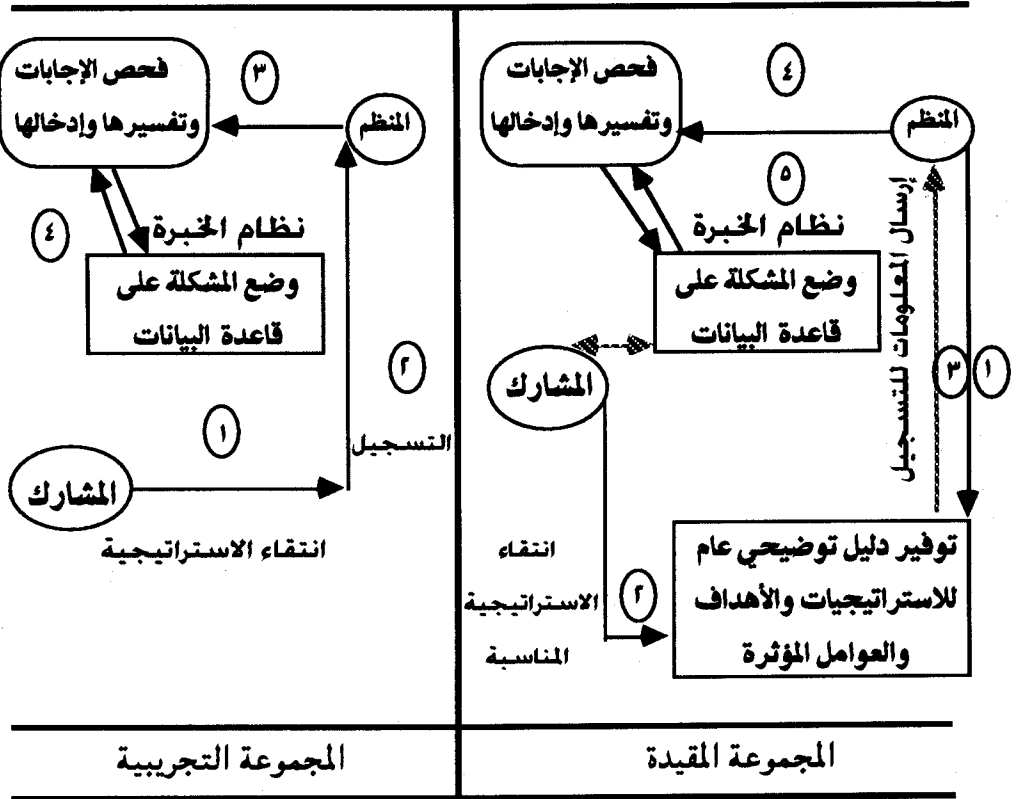 ٤
فحص الإجابات
وتفسيرها وإدخالها
المنظم
٥
نظام الخبرة
وضع المشكلة على
قاعدة البيانات
إرسال المعلومات للتسجيل
المشارك
١
٣
توفير دليل توضيحي عام
للاستراتيجيات والأهداف
والعوامل المؤثرة
٢
انتقاء
الاستراتيجية
المناسبة
المجموعة المقيدة
٣
فحص الإجابات
وتفسيرها وإدخالها
المنظم
٤
نظام الخبرة
وضع المشكلة على
قاعدة البيانات
٢
التسجيل
١
المشارك
انتقاء الاستراتيجية
المجموعة التجريبية